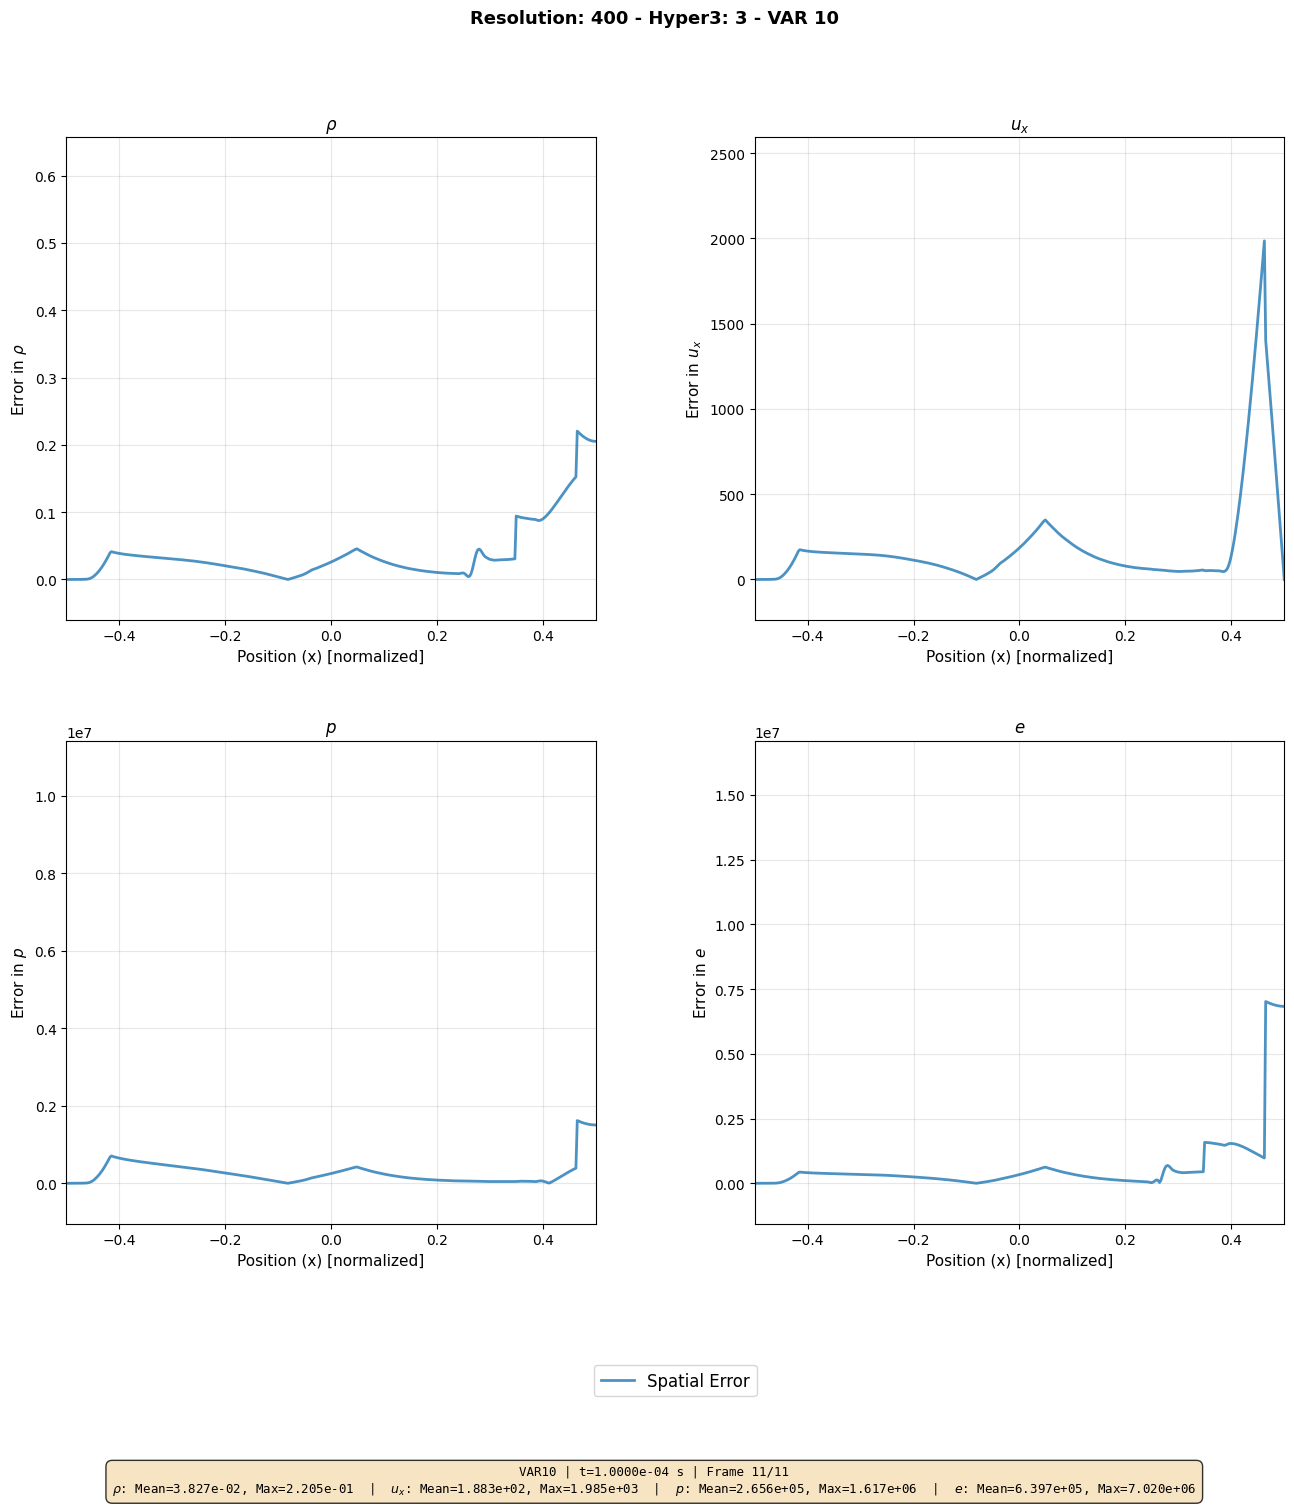 Resolution: 400 - Hyper3: 3 - VAR 10
ρ
Error in ρ
0.6
0.5
0.4
0.3
0.2
0.1
0.0
−0.4 −0.2 0.0 0.2 0.4
Position (x) [normalized]
u_x
Error in u_x
2500
2000
1500
1000
500
0
−0.4 −0.2 0.0 0.2 0.4
Position (x) [normalized]
p
1e7
Error in p
1.0
0.8
0.6
0.4
0.2
0.0
−0.4 −0.2 0.0 0.2 0.4
Position (x) [normalized]
e
1e7
Error in e
1.50
1.25
1.00
0.75
0.50
0.25
0.00
−0.4 −0.2 0.0 0.2 0.4
Position (x) [normalized]
Spatial Error
VAR10 | t=1.0000e-04 s | Frame 11/11
ρ: Mean=3.827e-02, Max=2.205e-01 | u_x: Mean=1.883e+02, Max=1.985e+03 | p: Mean=2.656e+05, Max=1.617e+06 | e: Mean=6.397e+05, Max=7.020e+06